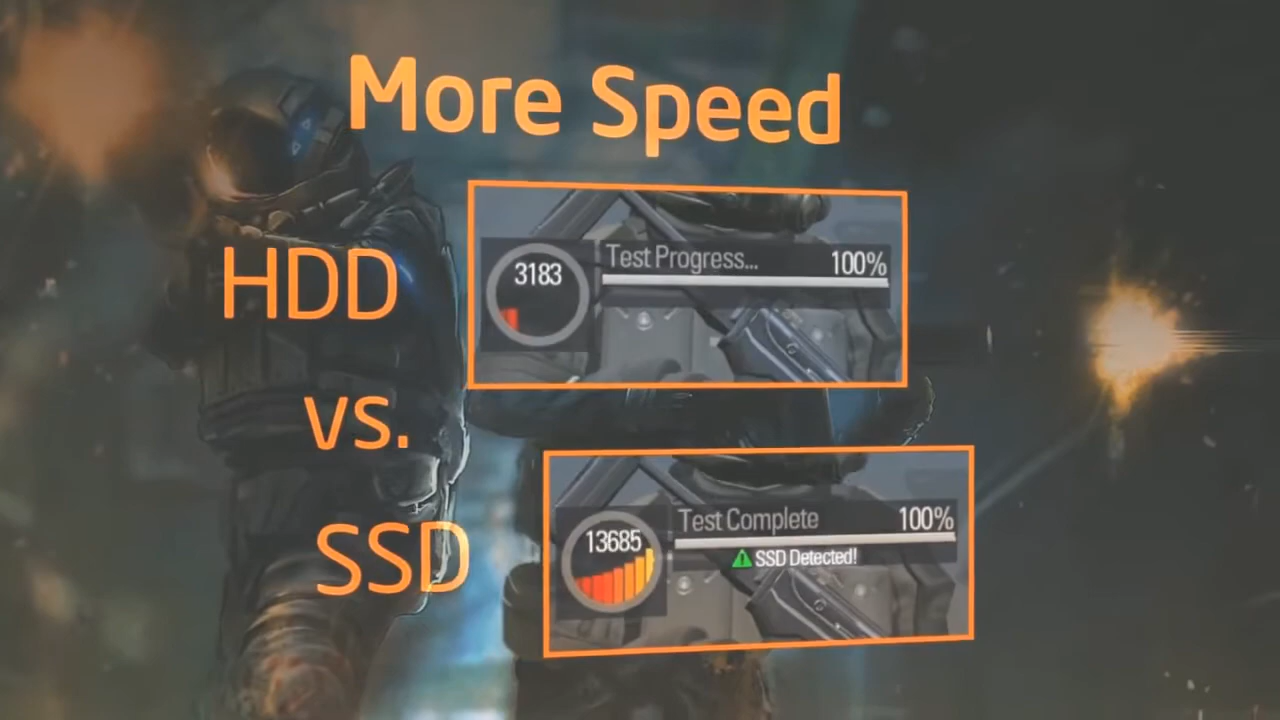 More Speed
HDD
3183
Test Progress...
100%
vs.
SSD
13685
Test Complete
100%
SSD Detected!